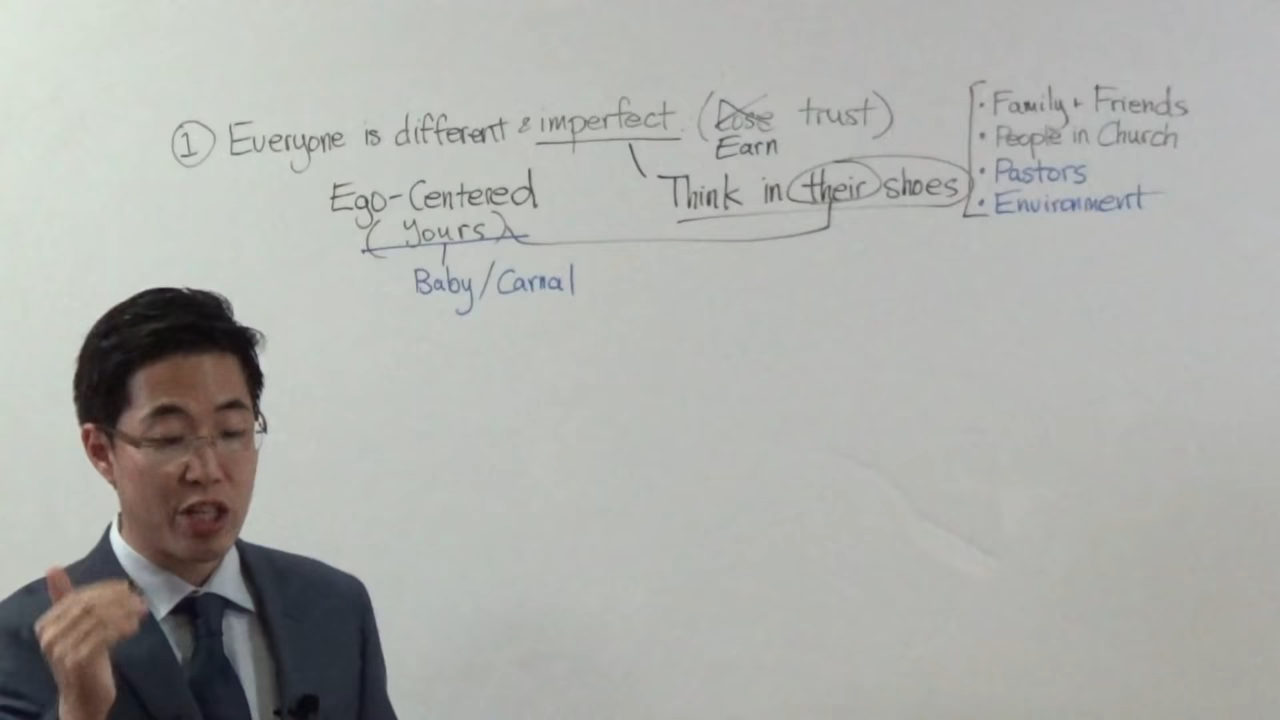 ① Everyone is different & imperfect (Lose trust)
Earn
Ego-Centered
(Yours)
Baby/Carnal
Think in their shoes
· Family + Friends
· People in Church
· Pastors
· Environment